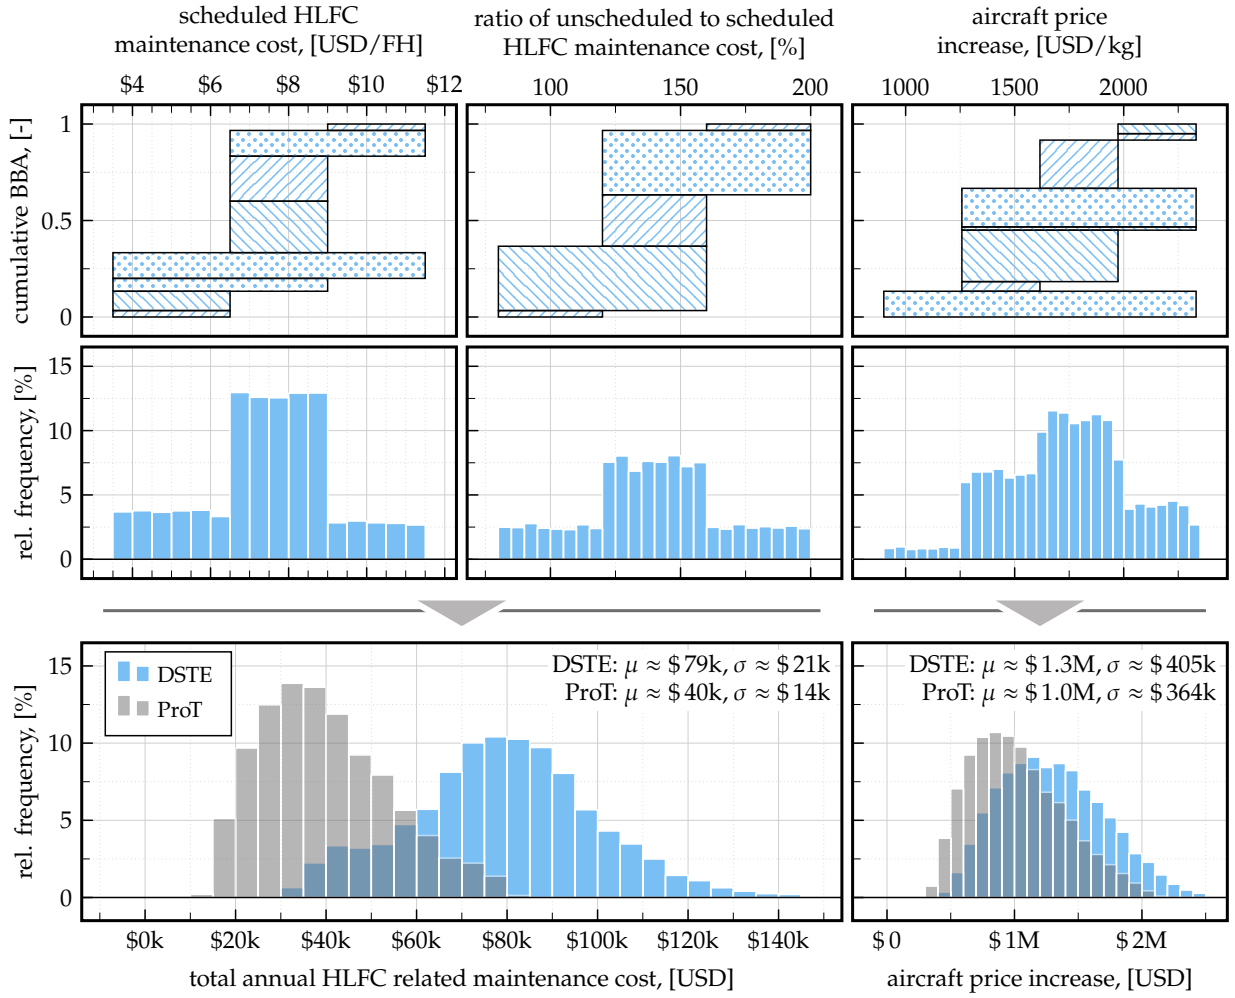 scheduled HLFC
maintenance cost, [USD/FH]
ratio of unscheduled to scheduled
HLFC maintenance cost, [%]
aircraft price
increase, [USD/kg]
$4 $6 $8 $10 $12
100 150 200
1000 1500 2000
cumulative BBA, [-]
1
0.5
0
rel. frequency, [%]
15
10
5
0
rel. frequency, [%]
15
10
5
0
DSTE
ProT
DSTE: μ ≈ $79k, σ ≈ $21k
ProT: μ ≈ $40k, σ ≈ $14k
DSTE: μ ≈ $1.3M, σ ≈ $405k
ProT: μ ≈ $1.0M, σ ≈ $364k
$0k $20k $40k $60k $80k $100k $120k $140k
$0 $1M $2M
total annual HLFC related maintenance cost, [USD]
aircraft price increase, [USD]